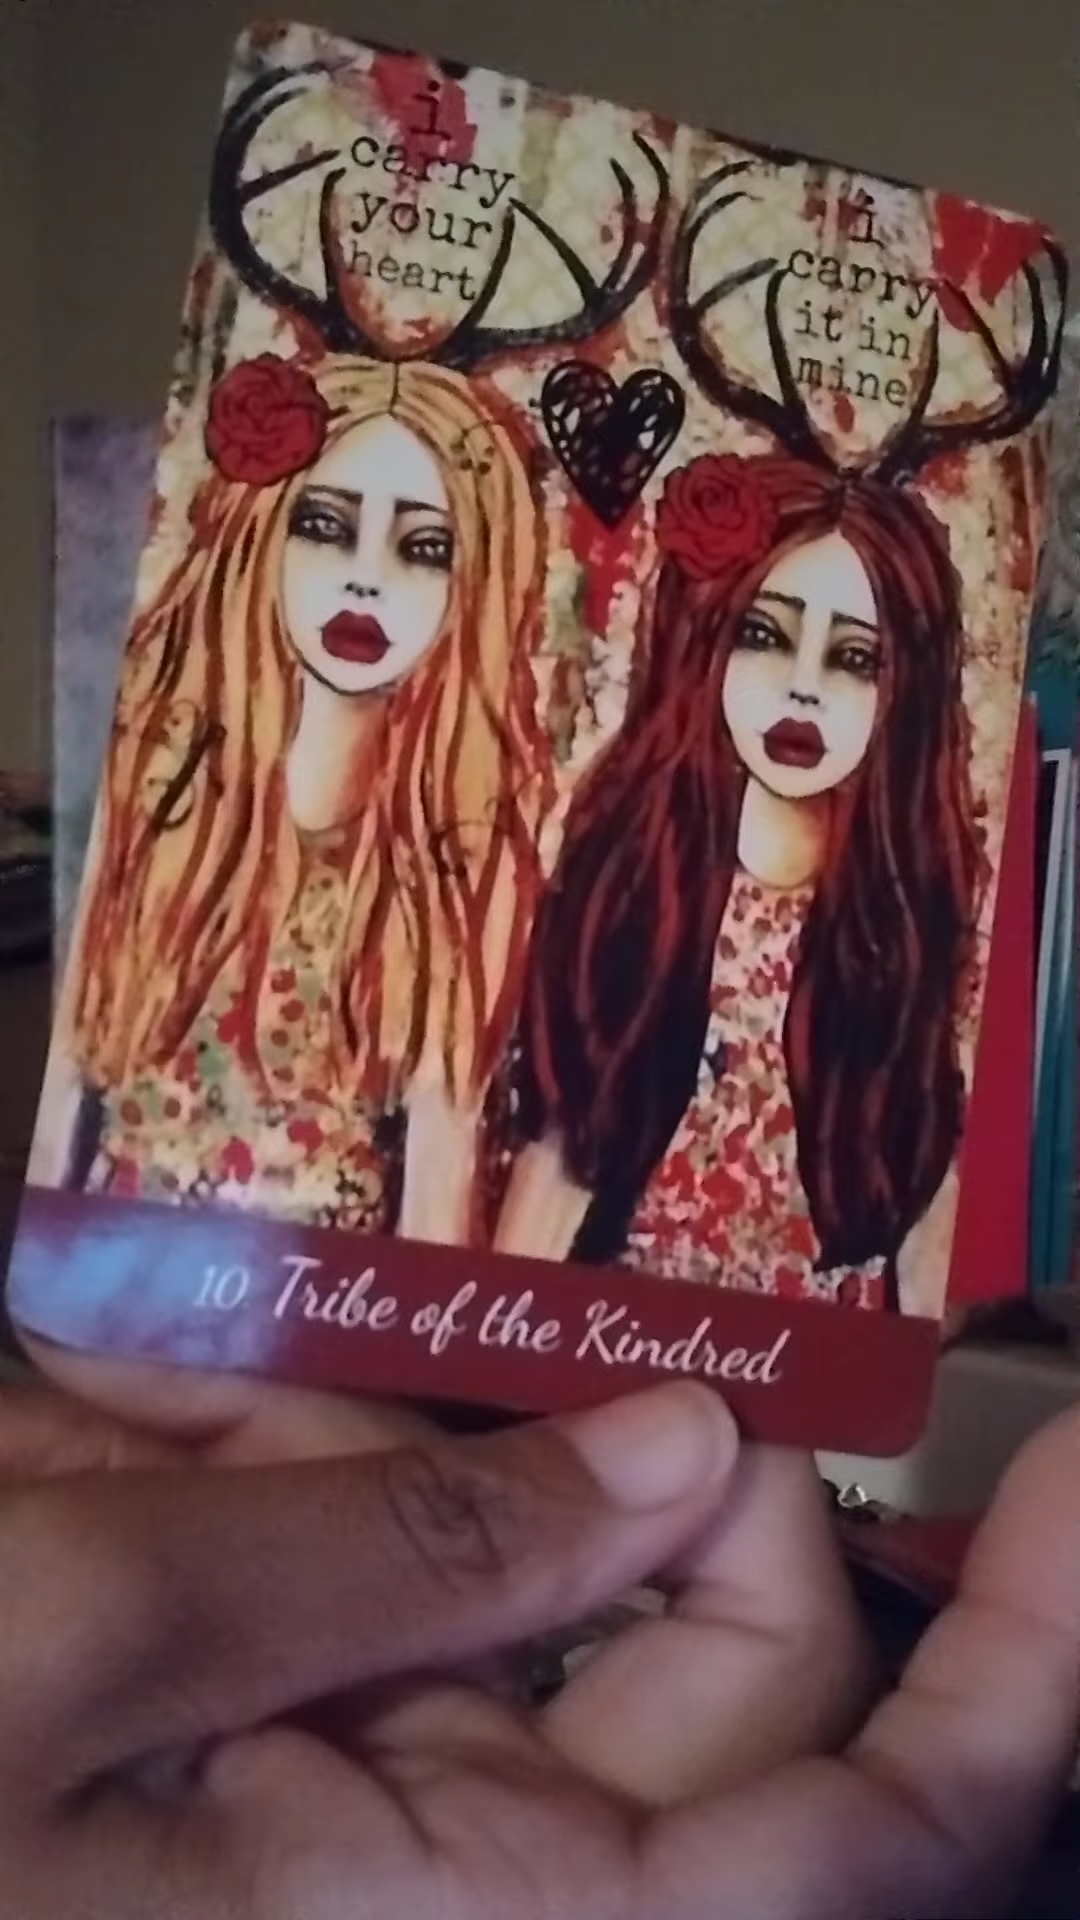 i
carry
your
heart
i
carry
it in
mine
10. Tribe of the Kindred